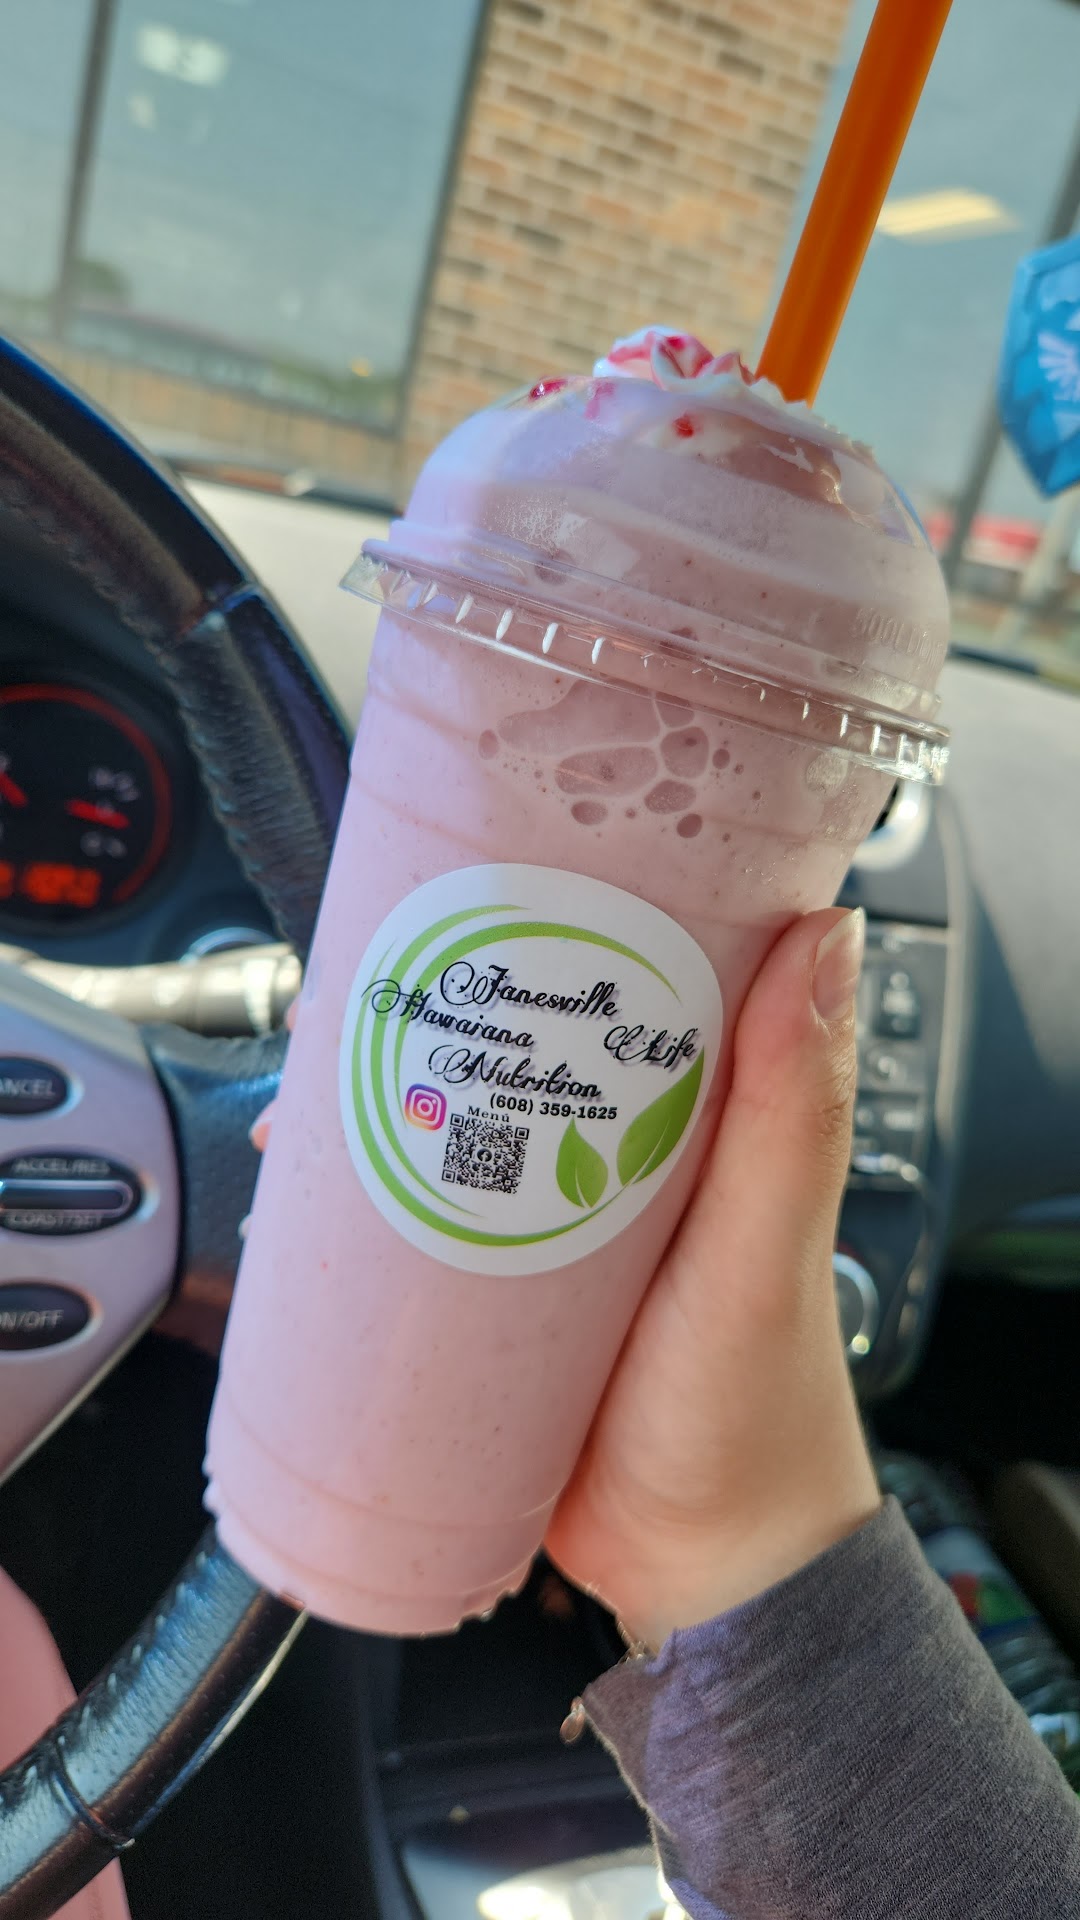 Janesville
Hawaiana Life
Nutrition
(608) 359-1625
Menú
CANCEL
ACCEL/RES
COAST/SET
ON/OFF